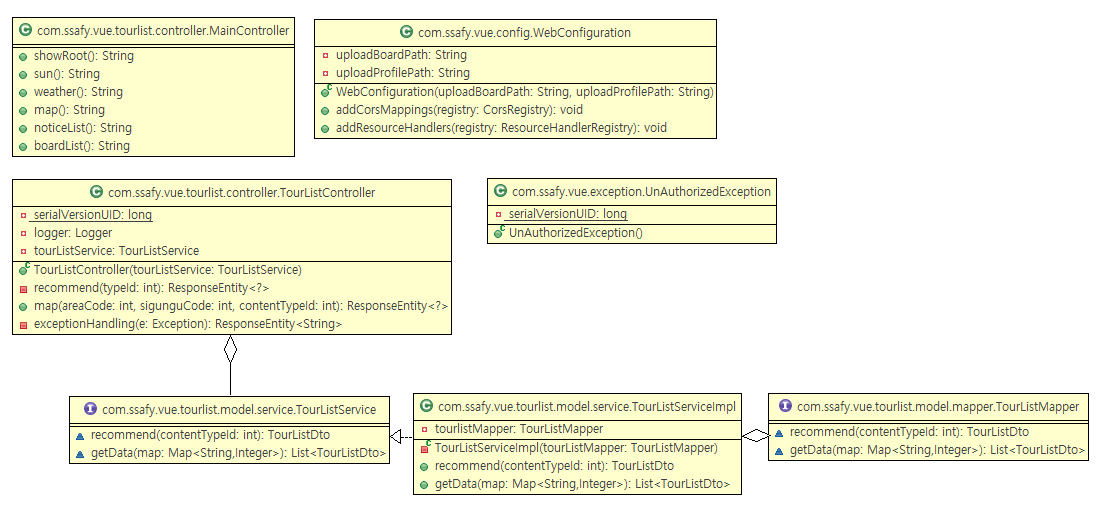 com.ssafy.vue.tourlist.controller.MainController
showRoot(): String
sun(): String
weather(): String
map(): String
noticeList(): String
boardList(): String
com.ssafy.vue.config.WebConfiguration
uploadBoardPath: String
uploadProfilePath: String
WebConfiguration(uploadBoardPath: String, uploadProfilePath: String)
addCorsMappings(registry: CorsRegistry): void
addResourceHandlers(registry: ResourceHandlerRegistry): void
com.ssafy.vue.tourlist.controller.TourListController
serialVersionUID: long
logger: Logger
tourListService: TourListService
TourListController(tourListService: TourListService)
recommend(typeId: int): ResponseEntity<?>
map(areaCode: int, sigunguCode: int, contentTypeId: int): ResponseEntity<?>
exceptionHandling(e: Exception): ResponseEntity<String>
com.ssafy.vue.exception.UnAuthorizedException
serialVersionUID: long
UnAuthorizedException()
com.ssafy.vue.tourlist.model.service.TourListService
recommend(contentTypeId: int): TourListDto
getData(map: Map<String,Integer>): List<TourListDto>
com.ssafy.vue.tourlist.model.service.TourListServiceImpl
tourlistMapper: TourListMapper
TourListServiceImpl(tourListMapper: TourListMapper)
recommend(contentTypeId: int): TourListDto
getData(map: Map<String,Integer>): List<TourListDto>
com.ssafy.vue.tourlist.model.mapper.TourListMapper
recommend(contentTypeId: int): TourListDto
getData(map: Map<String,Integer>): List<TourListDto>